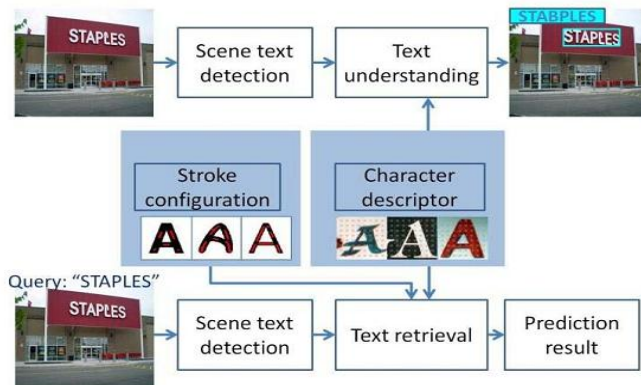 STAPLES
Scene text
detection
Text
understanding
STABPLES
STAPLES
Stroke
configuration
A A A
Character
descriptor
A A A
Query: "STAPLES"
STAPLES
Scene text
detection
Text retrieval
Prediction
result